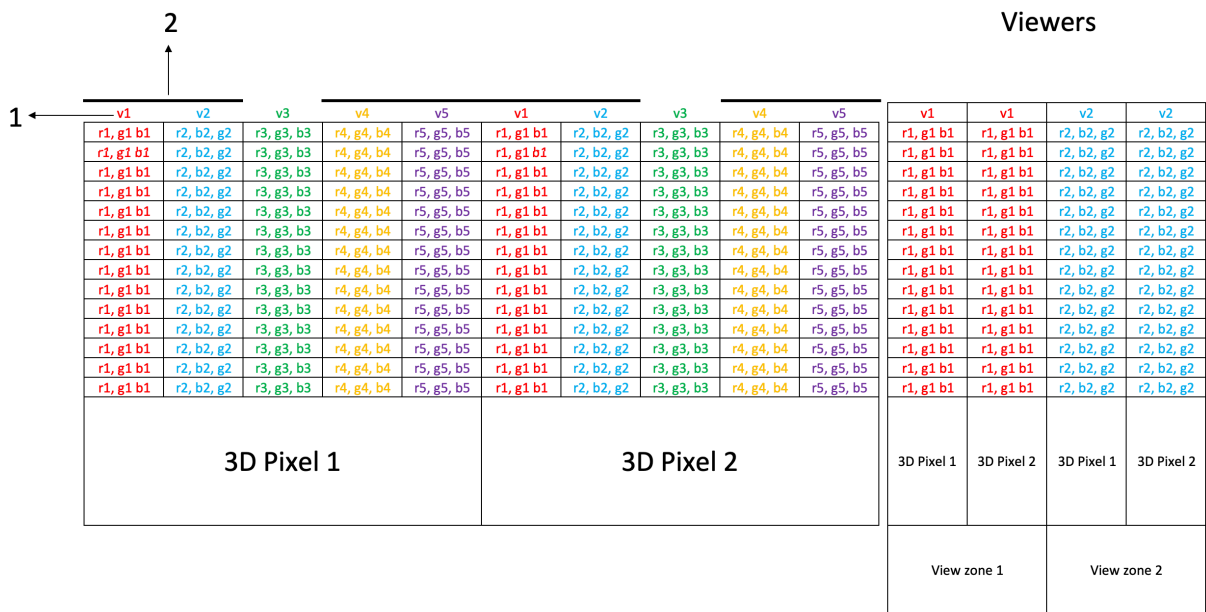 2
Viewers
1
v1 v2 v3 v4 v5 v1 v2 v3 v4 v5 v1 v1 v2 v2
r1, g1 b1 r2, b2, g2 r3, g3, b3 r4, g4, b4 r5, g5, b5 r1, g1 b1 r2, b2, g2 r3, g3, b3 r4, g4, b4 r5, g5, b5 r1, g1 b1 r1, g1 b1 r2, b2, g2 r2, b2, g2
r1, g1 b1 r2, b2, g2 r3, g3, b3 r4, g4, b4 r5, g5, b5 r1, g1 b1 r2, b2, g2 r3, g3, b3 r4, g4, b4 r5, g5, b5 r1, g1 b1 r1, g1 b1 r2, b2, g2 r2, b2, g2
r1, g1 b1 r2, b2, g2 r3, g3, b3 r4, g4, b4 r5, g5, b5 r1, g1 b1 r2, b2, g2 r3, g3, b3 r4, g4, b4 r5, g5, b5 r1, g1 b1 r1, g1 b1 r2, b2, g2 r2, b2, g2
r1, g1 b1 r2, b2, g2 r3, g3, b3 r4, g4, b4 r5, g5, b5 r1, g1 b1 r2, b2, g2 r3, g3, b3 r4, g4, b4 r5, g5, b5 r1, g1 b1 r1, g1 b1 r2, b2, g2 r2, b2, g2
r1, g1 b1 r2, b2, g2 r3, g3, b3 r4, g4, b4 r5, g5, b5 r1, g1 b1 r2, b2, g2 r3, g3, b3 r4, g4, b4 r5, g5, b5 r1, g1 b1 r1, g1 b1 r2, b2, g2 r2, b2, g2
r1, g1 b1 r2, b2, g2 r3, g3, b3 r4, g4, b4 r5, g5, b5 r1, g1 b1 r2, b2, g2 r3, g3, b3 r4, g4, b4 r5, g5, b5 r1, g1 b1 r1, g1 b1 r2, b2, g2 r2, b2, g2
r1, g1 b1 r2, b2, g2 r3, g3, b3 r4, g4, b4 r5, g5, b5 r1, g1 b1 r2, b2, g2 r3, g3, b3 r4, g4, b4 r5, g5, b5 r1, g1 b1 r1, g1 b1 r2, b2, g2 r2, b2, g2
r1, g1 b1 r2, b2, g2 r3, g3, b3 r4, g4, b4 r5, g5, b5 r1, g1 b1 r2, b2, g2 r3, g3, b3 r4, g4, b4 r5, g5, b5 r1, g1 b1 r1, g1 b1 r2, b2, g2 r2, b2, g2
r1, g1 b1 r2, b2, g2 r3, g3, b3 r4, g4, b4 r5, g5, b5 r1, g1 b1 r2, b2, g2 r3, g3, b3 r4, g4, b4 r5, g5, b5 r1, g1 b1 r1, g1 b1 r2, b2, g2 r2, b2, g2
r1, g1 b1 r2, b2, g2 r3, g3, b3 r4, g4, b4 r5, g5, b5 r1, g1 b1 r2, b2, g2 r3, g3, b3 r4, g4, b4 r5, g5, b5 r1, g1 b1 r1, g1 b1 r2, b2, g2 r2, b2, g2
r1, g1 b1 r2, b2, g2 r3, g3, b3 r4, g4, b4 r5, g5, b5 r1, g1 b1 r2, b2, g2 r3, g3, b3 r4, g4, b4 r5, g5, b5 r1, g1 b1 r1, g1 b1 r2, b2, g2 r2, b2, g2
r1, g1 b1 r2, b2, g2 r3, g3, b3 r4, g4, b4 r5, g5, b5 r1, g1 b1 r2, b2, g2 r3, g3, b3 r4, g4, b4 r5, g5, b5 r1, g1 b1 r1, g1 b1 r2, b2, g2 r2, b2, g2
r1, g1 b1 r2, b2, g2 r3, g3, b3 r4, g4, b4 r5, g5, b5 r1, g1 b1 r2, b2, g2 r3, g3, b3 r4, g4, b4 r5, g5, b5 r1, g1 b1 r1, g1 b1 r2, b2, g2 r2, b2, g2
r1, g1 b1 r2, b2, g2 r3, g3, b3 r4, g4, b4 r5, g5, b5 r1, g1 b1 r2, b2, g2 r3, g3, b3 r4, g4, b4 r5, g5, b5 r1, g1 b1 r1, g1 b1 r2, b2, g2 r2, b2, g2
3D Pixel 1 3D Pixel 2 3D Pixel 1 3D Pixel 2 3D Pixel 1 3D Pixel 2
View zone 1 View zone 2